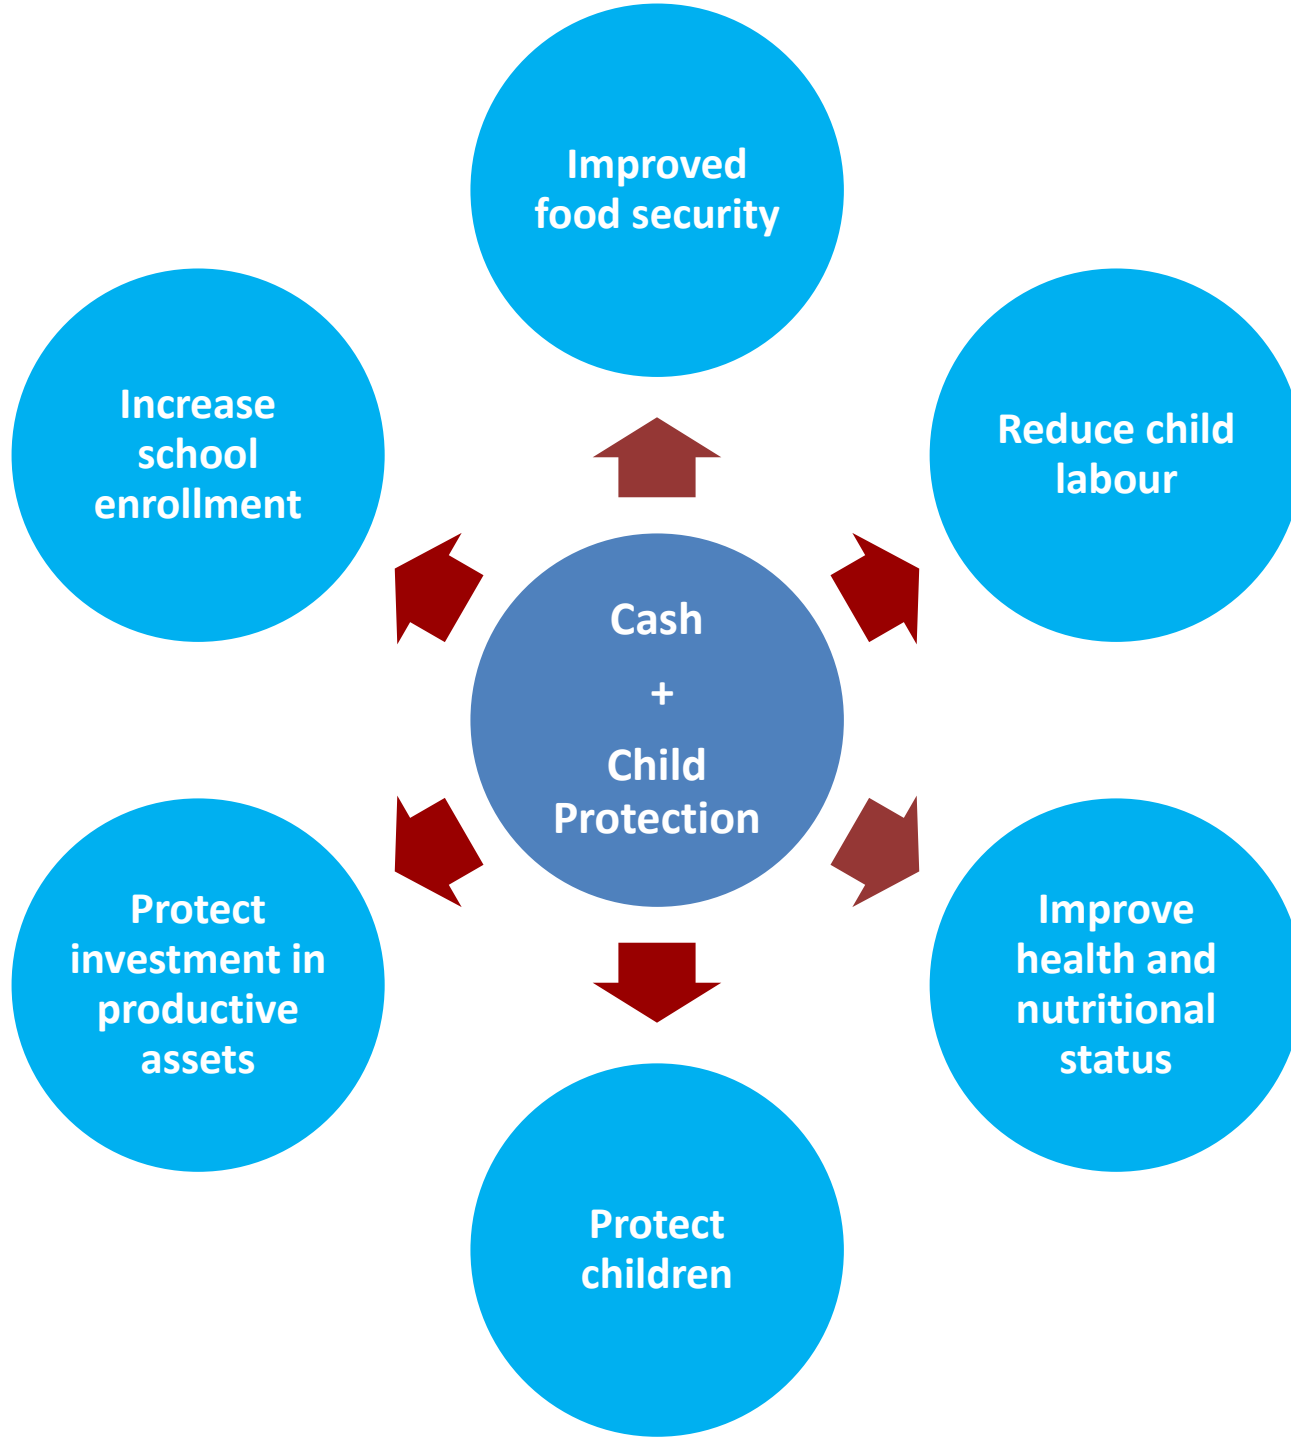 Improved
food security
Increase
school
enrollment
Reduce child
labour
Cash
+
Child
Protection
Protect
investment in
productive
assets
Improve
health and
nutritional
status
Protect
children